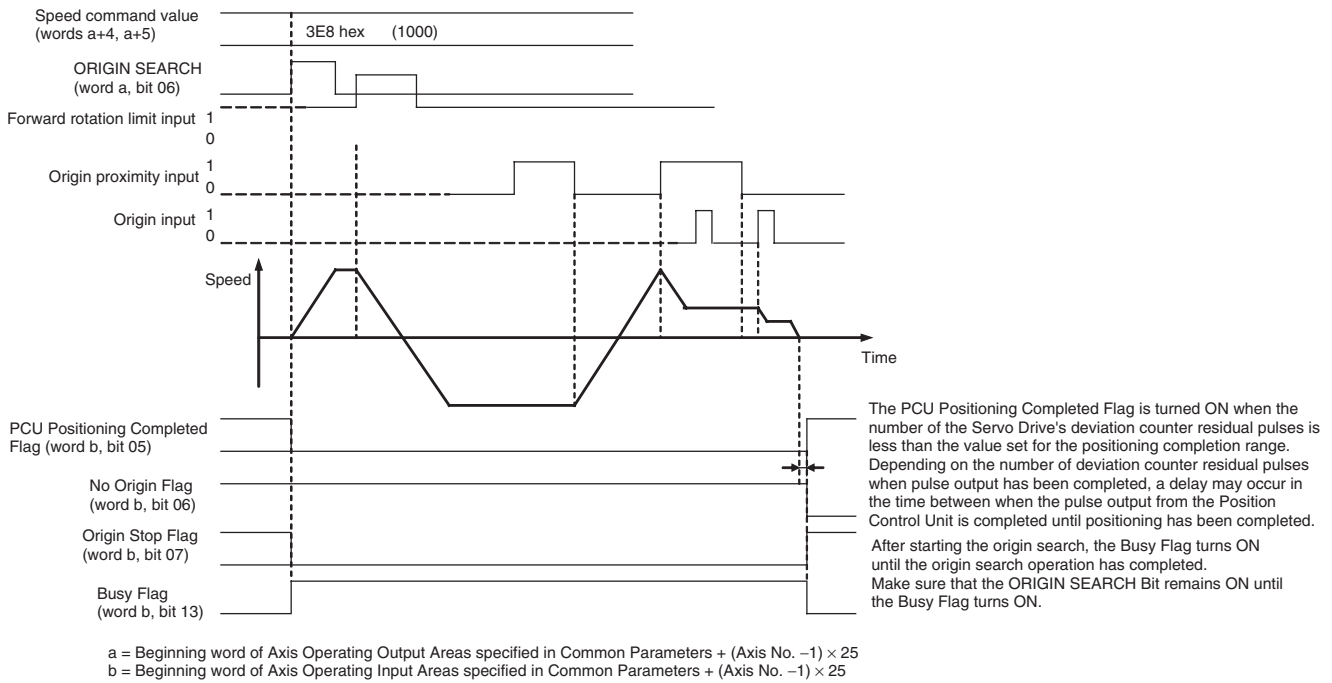 Speed command value
(words a+4, a+5)
3E8 hex (1000)
ORIGIN SEARCH
(word a, bit 06)
Forward rotation limit input 1
0
Origin proximity input 1
0
Origin input 1
0
Speed
Time
PCU Positioning Completed
Flag (word b, bit 05)
No Origin Flag
(word b, bit 06)
Origin Stop Flag
(word b, bit 07)
Busy Flag
(word b, bit 13)
The PCU Positioning Completed Flag is turned ON when the
number of the Servo Drive's deviation counter residual pulses is
less than the value set for the positioning completion range.
Depending on the number of deviation counter residual pulses
when pulse output has been completed, a delay may occur in
the time between when the pulse output from the Position
Control Unit is completed until positioning has been completed.
After starting the origin search, the Busy Flag turns ON
until the origin search operation has completed.
Make sure that the ORIGIN SEARCH Bit remains ON until
the Busy Flag turns ON.
a = Beginning word of Axis Operating Output Areas specified in Common Parameters + (Axis No. −1) × 25
b = Beginning word of Axis Operating Input Areas specified in Common Parameters + (Axis No. −1) × 25